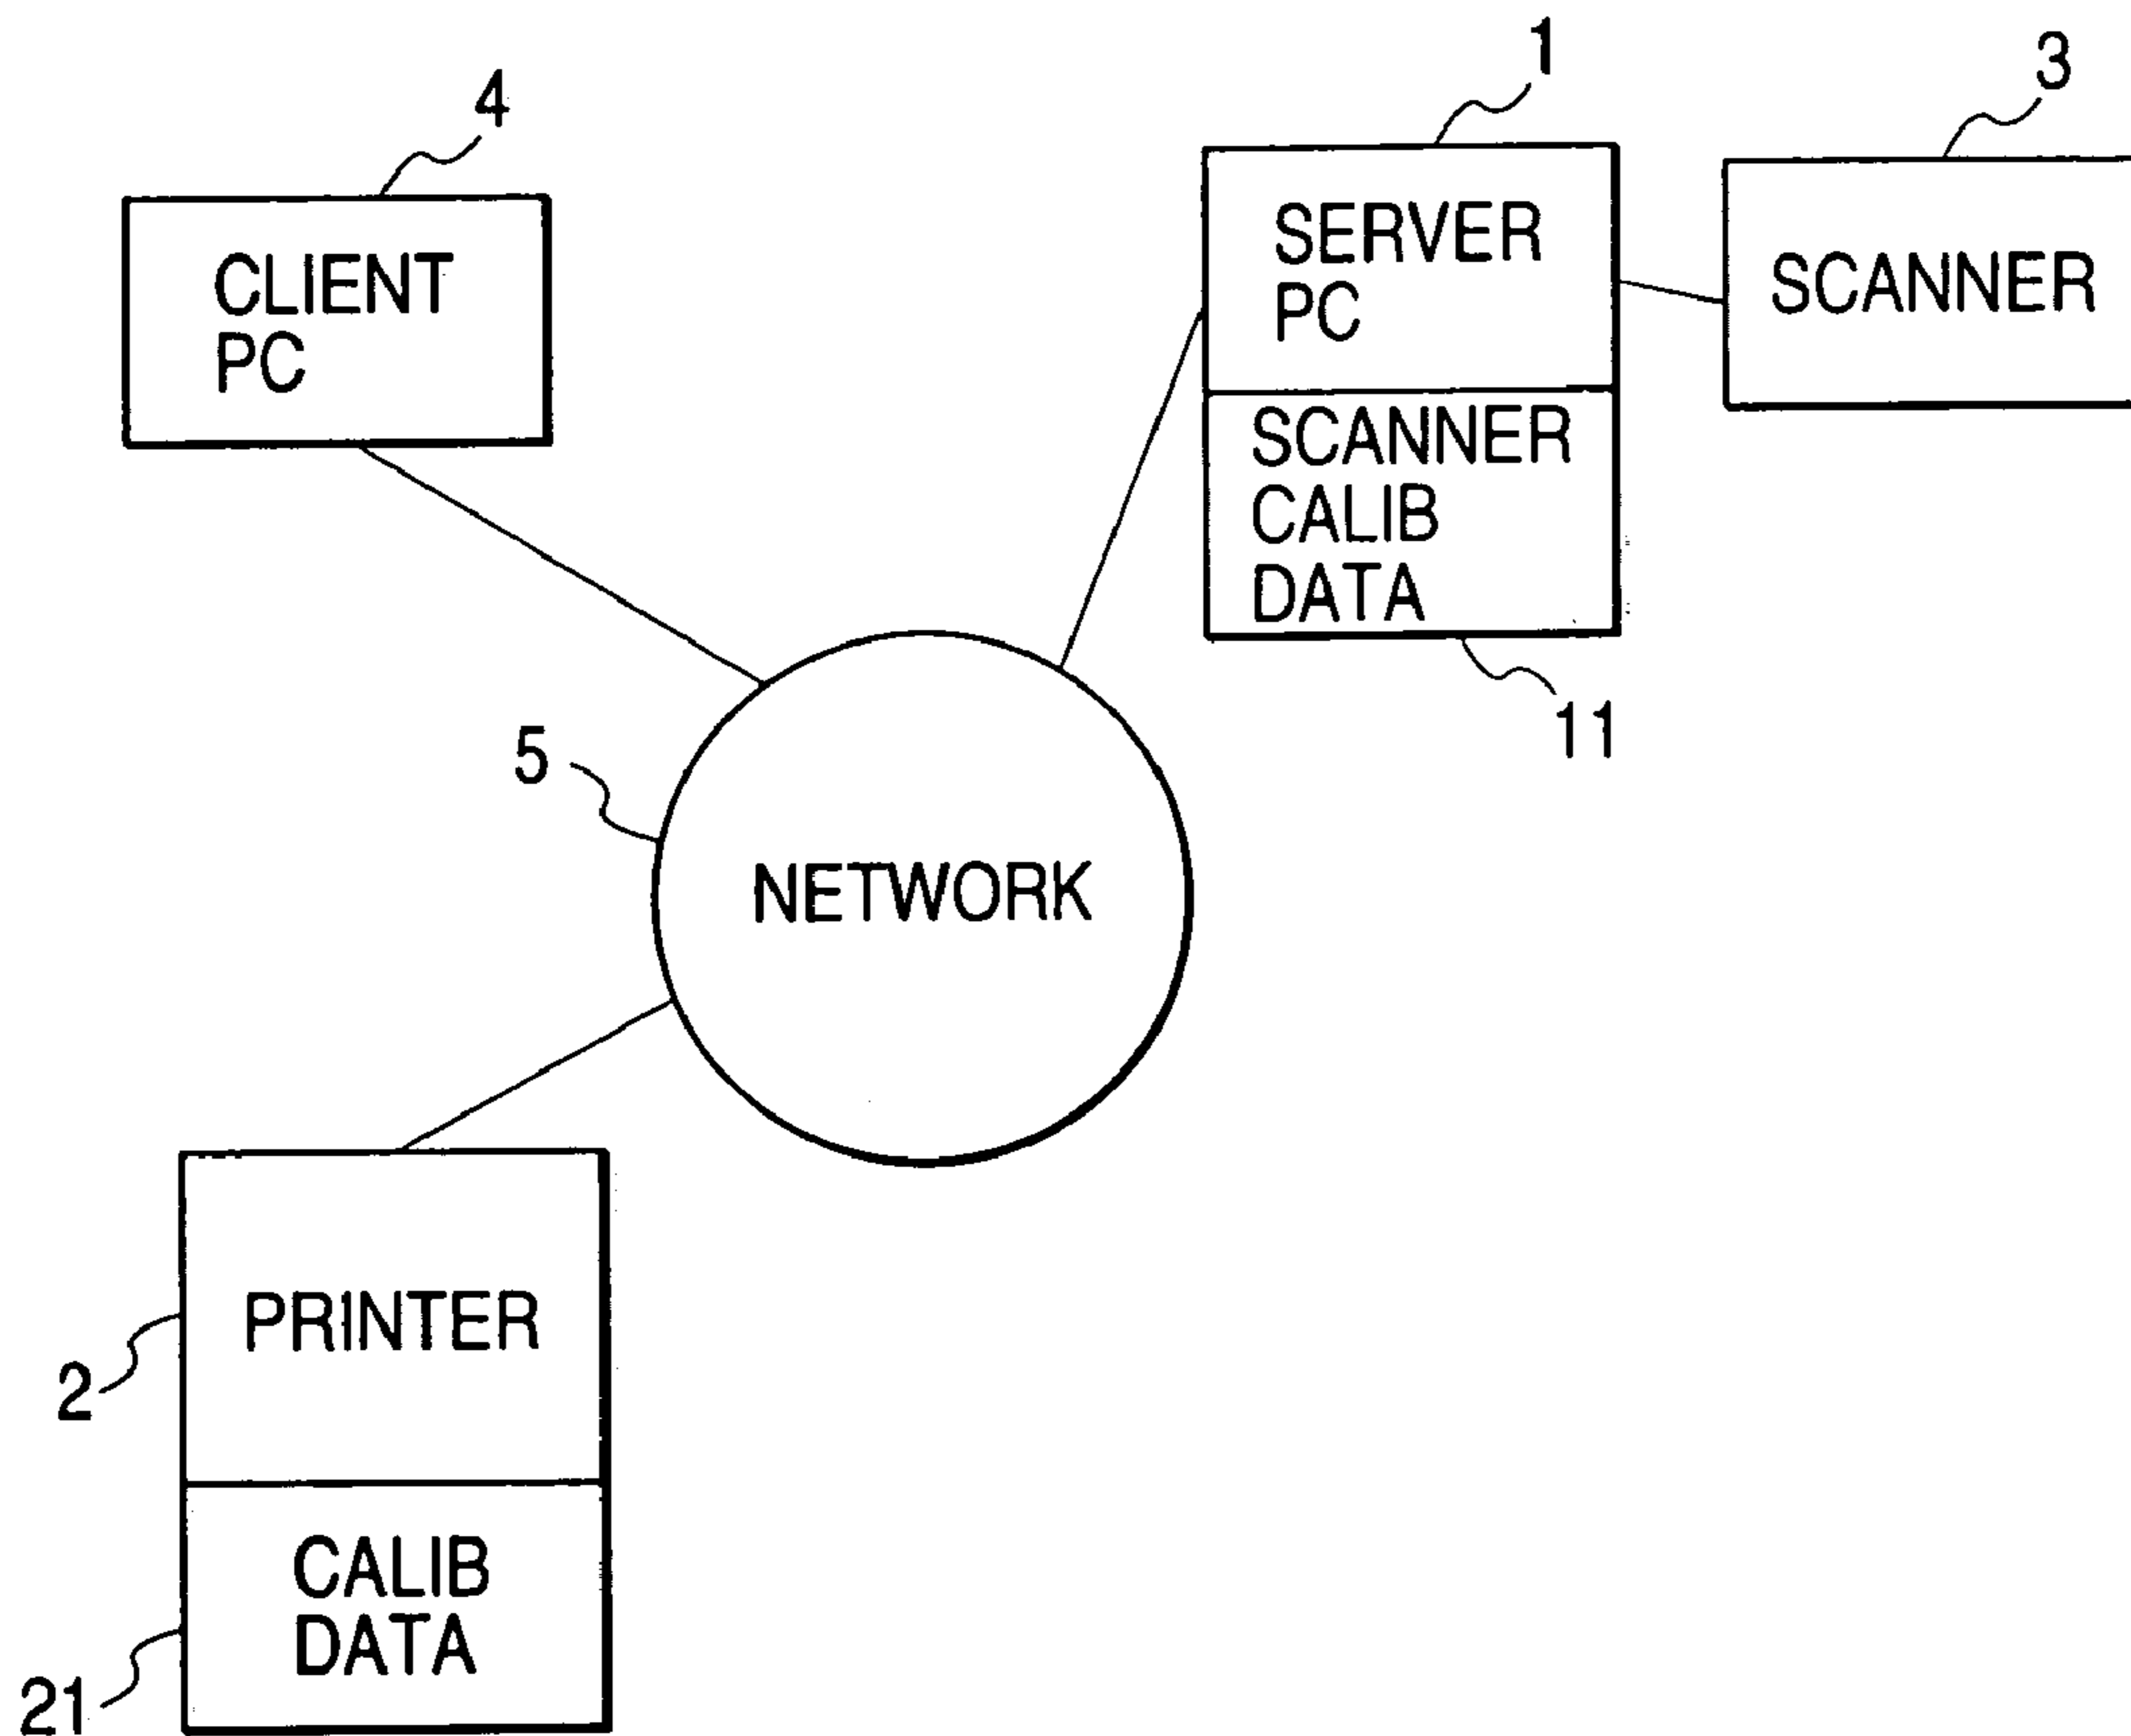 1
3
4
SERVER
PC
SCANNER
CLIENT
PC
SCANNER
CALIB
DATA
11
5
NETWORK
PRINTER
2
CALIB
DATA
21